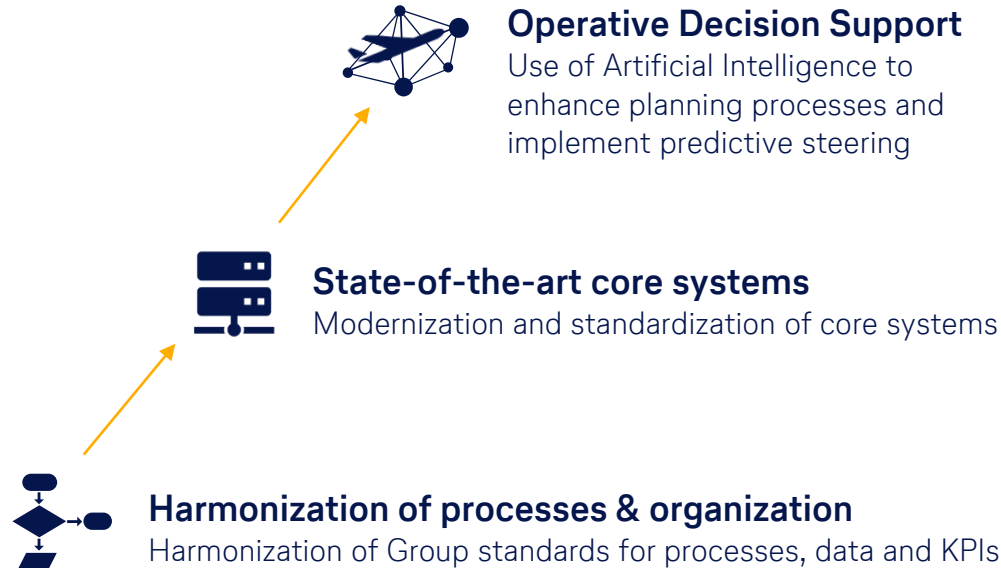 Operative Decision Support
Use of Artificial Intelligence to
enhance planning processes and
implement predictive steering
State-of-the-art core systems
Modernization and standardization of core systems
Harmonization of processes & organization
Harmonization of Group standards for processes, data and KPIs